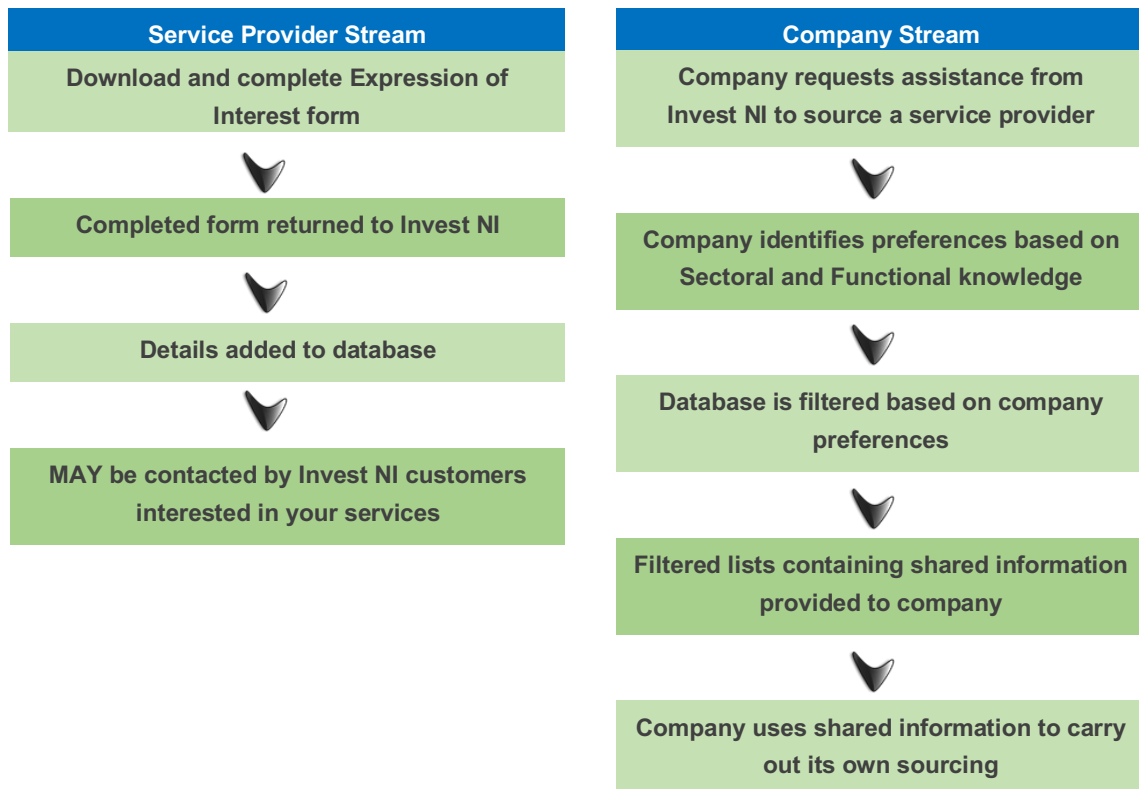 Service Provider Stream
Download and complete Expression of
Interest form
Completed form returned to Invest NI
Details added to database
MAY be contacted by Invest NI customers
interested in your services
Company Stream
Company requests assistance from
Invest NI to source a service provider
Company identifies preferences based on
Sectoral and Functional knowledge
Database is filtered based on company
preferences
Filtered lists containing shared information
provided to company
Company uses shared information to carry
out its own sourcing